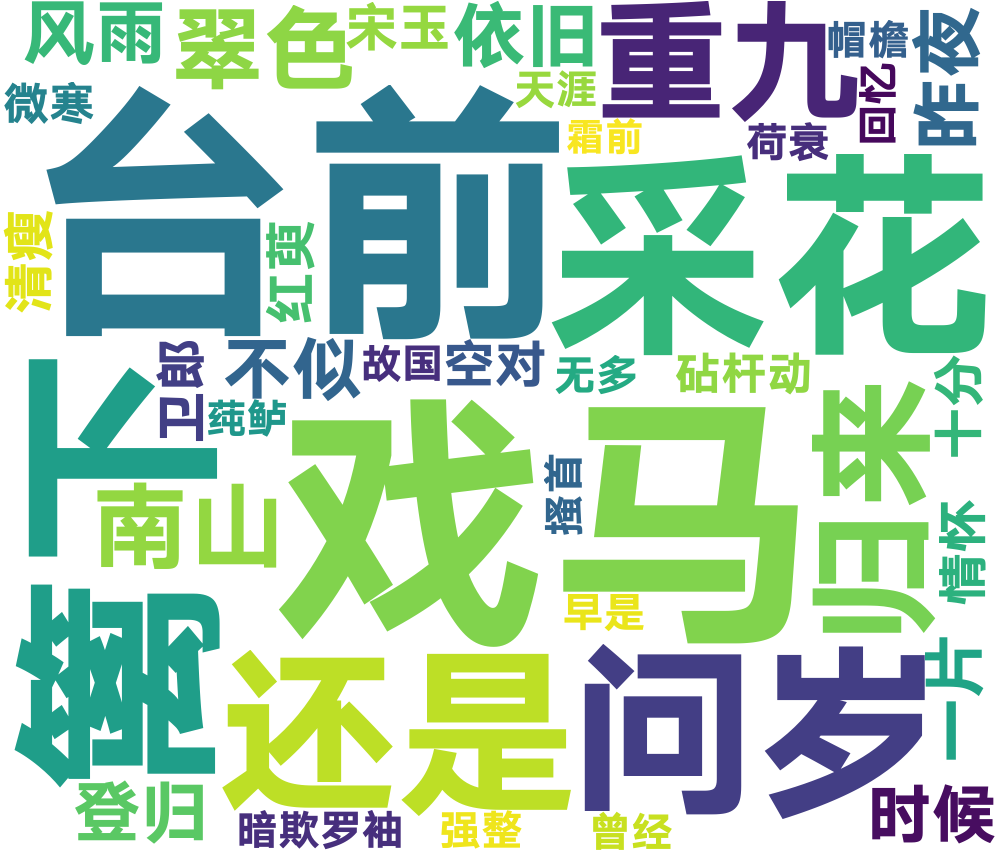 风雨
翠色
宋玉
依旧
重九
帽檐
昨夜
微寒
天涯
回忆
台前
霜前
荷衰
采花
清瘦
红萸
卫郎
不似
故国
空对
无多
砧杆动
十分
莼鲈
篱下
戏马
归来
南山
搔首
情怀
早是
还是
问岁
一片
登归
暗欺罗袖
强整
曾经
时候